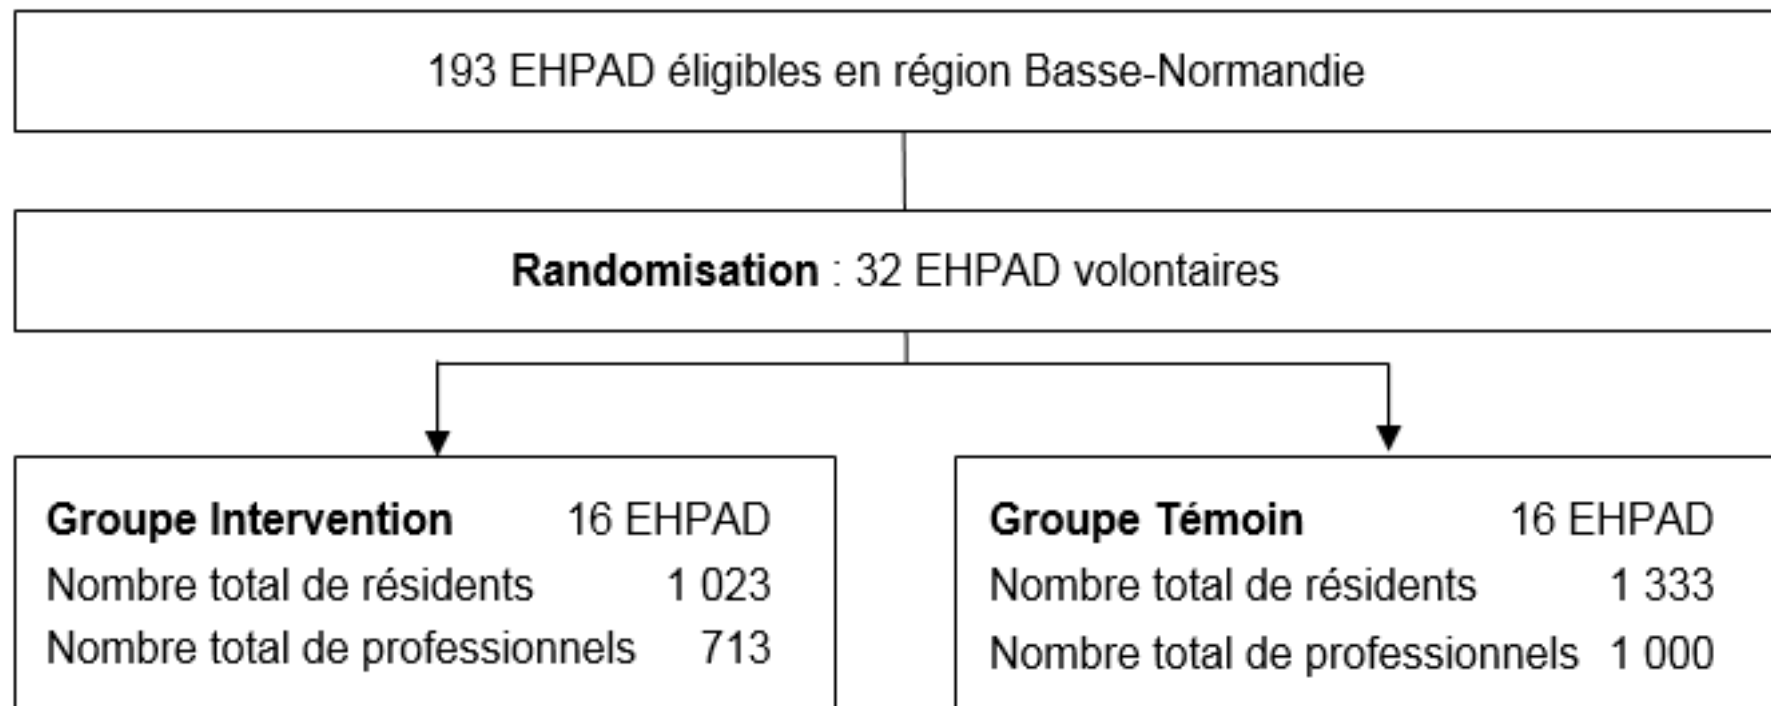 193 EHPAD éligibles en région Basse-Normandie
Randomisation : 32 EHPAD volontaires
Groupe Intervention 16 EHPAD
Nombre total de résidents 1 023
Nombre total de professionnels 713
Groupe Témoin 16 EHPAD
Nombre total de résidents 1 333
Nombre total de professionnels 1 000